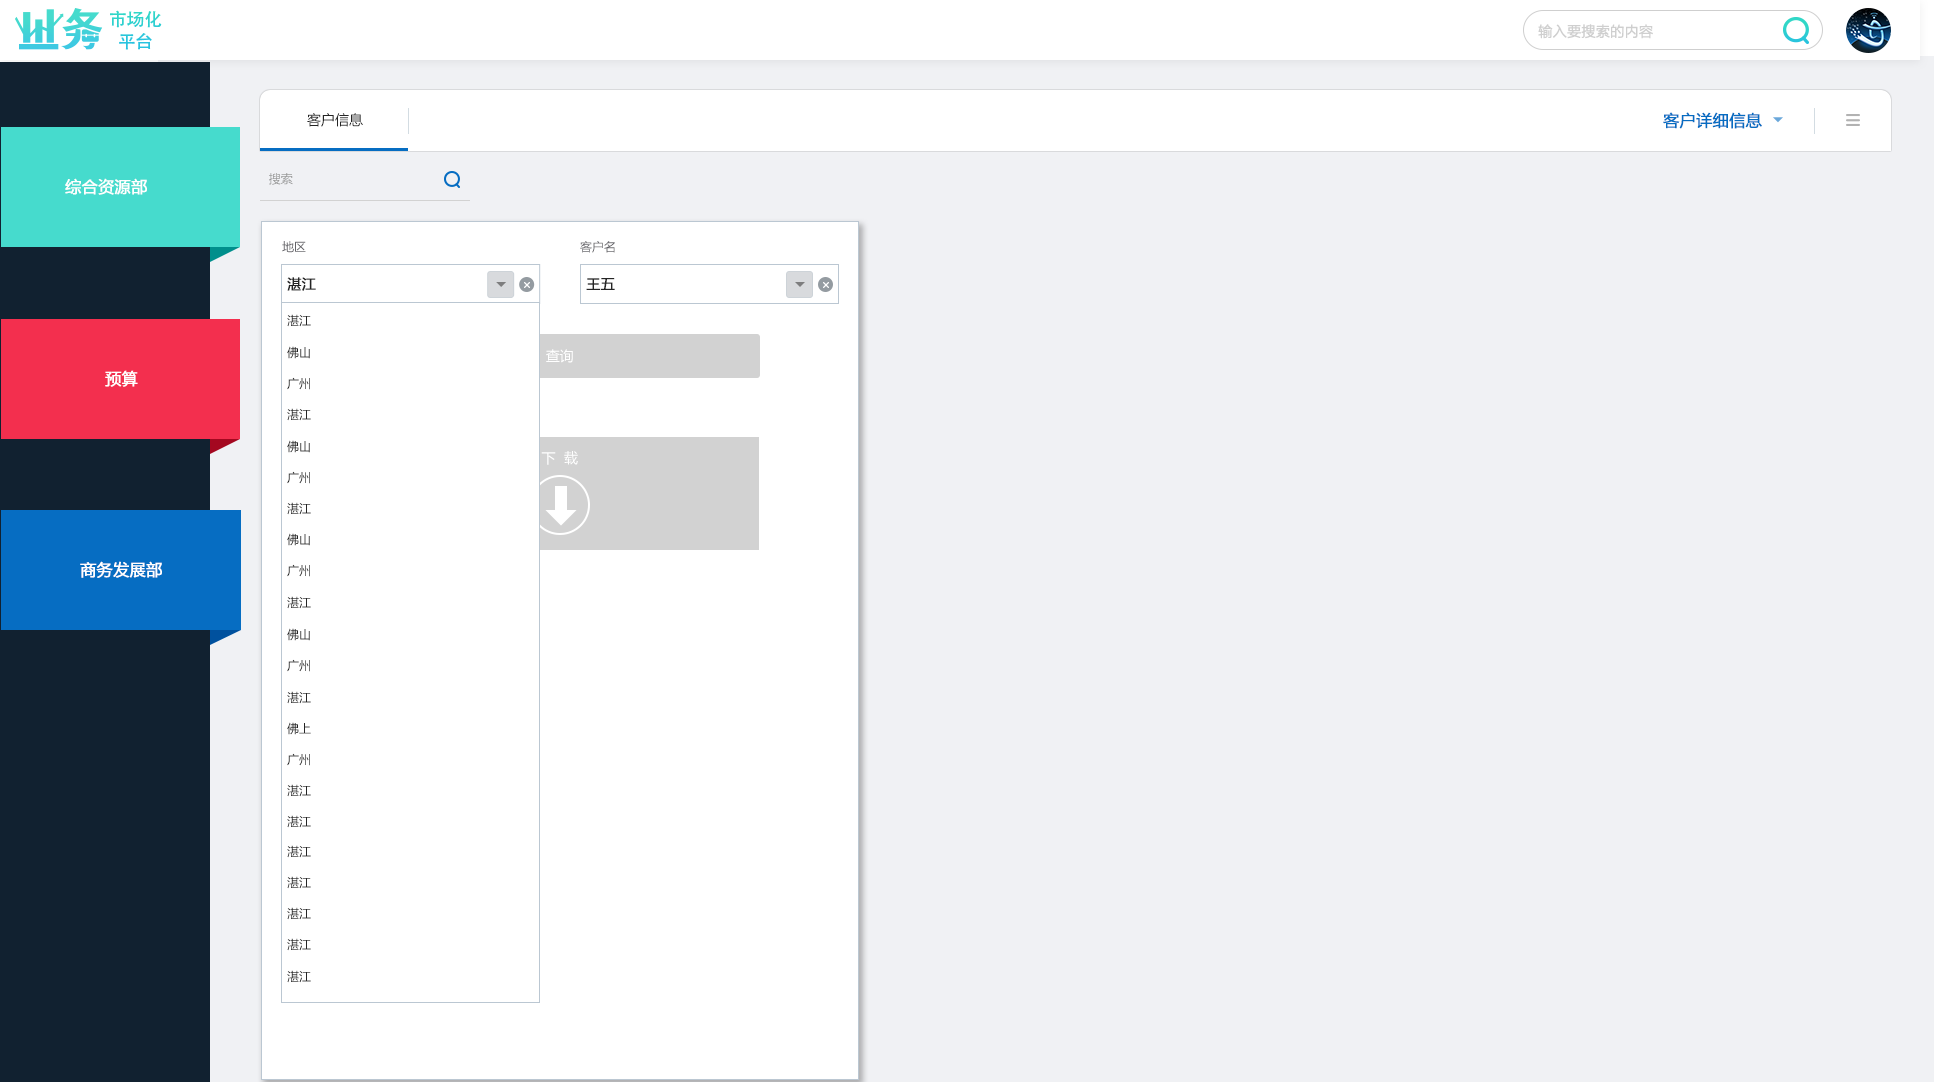 业务 市场化
平台
输入要搜索的内容
客户信息
客户详细信息
搜索
综合资源部
预算
商务发展部
地区
客户名
湛江
王五
湛江
佛山
广州
湛江
佛山
广州
湛江
佛山
广州
湛江
佛山
广州
湛江
佛上
广州
湛江
湛江
湛江
湛江
湛江
湛江
湛江
查询
下 载